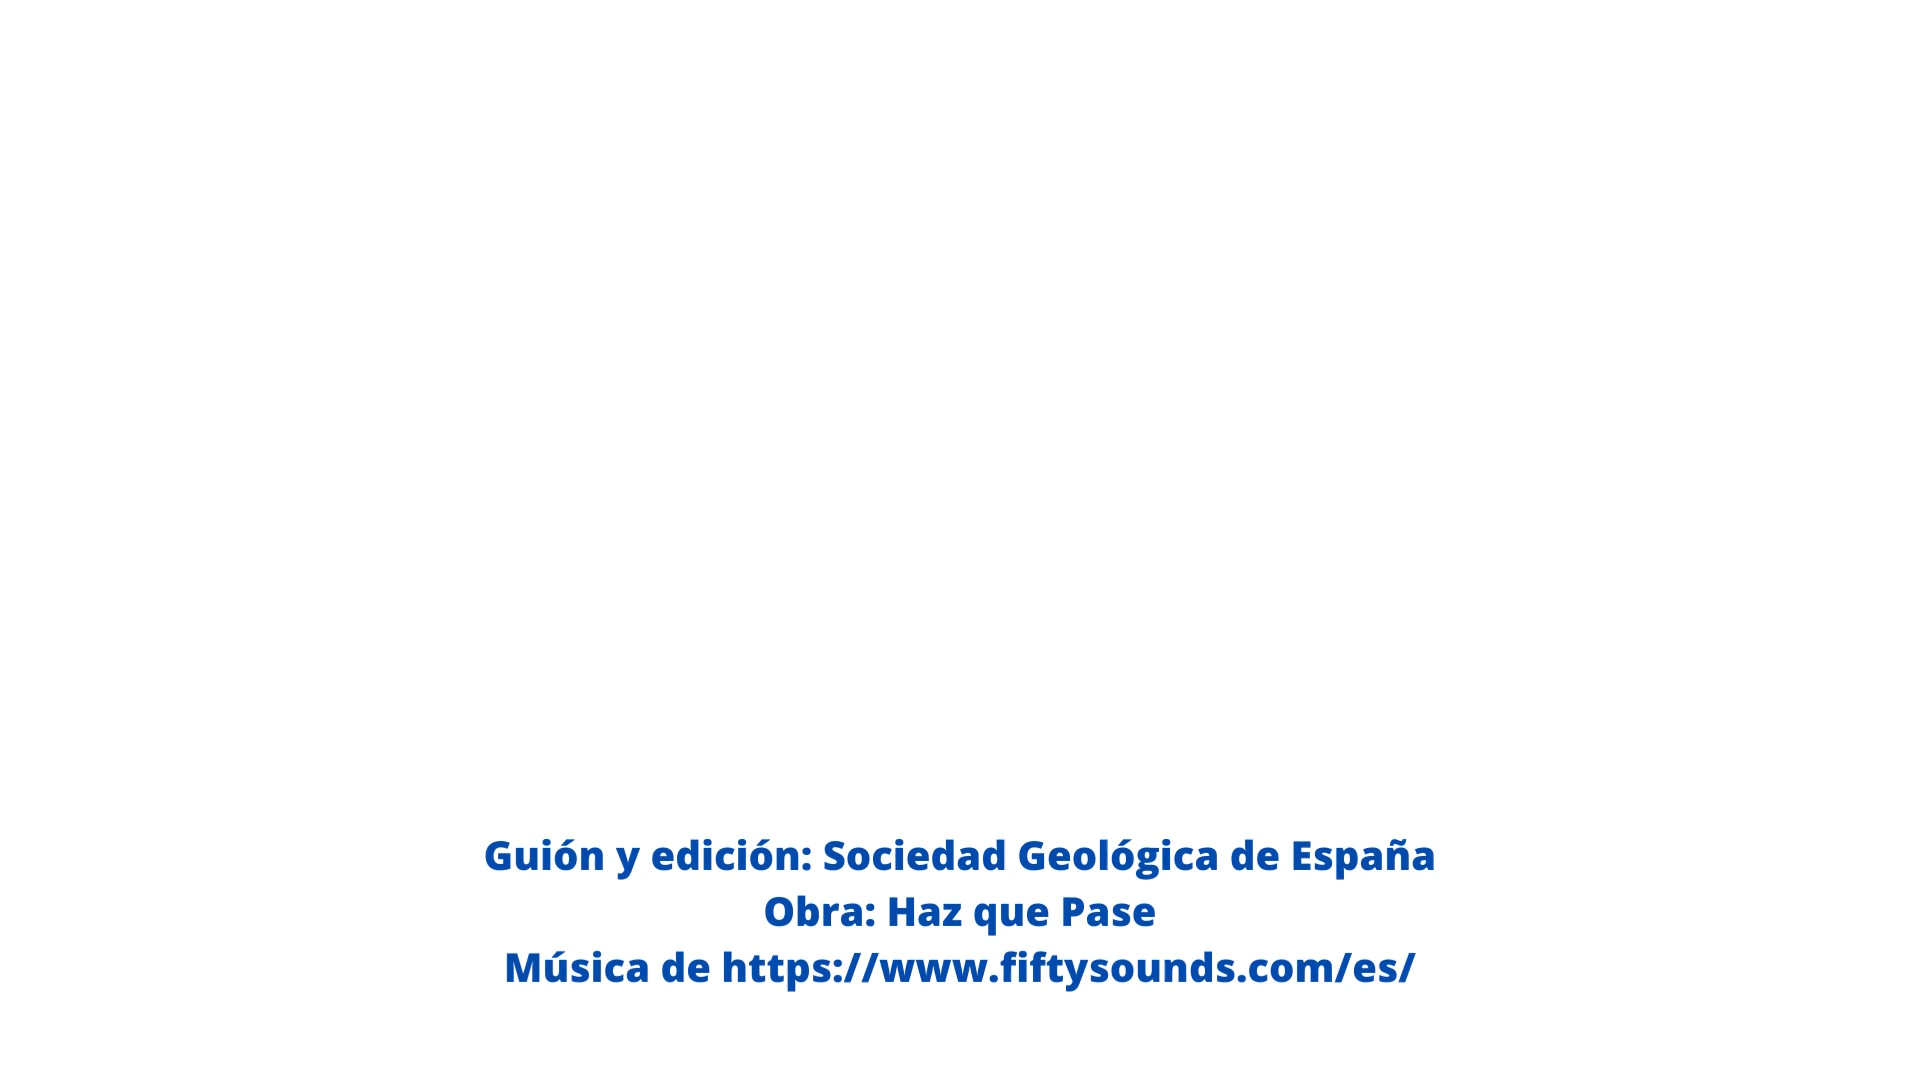 Guión y edición: Sociedad Geológica de España
Obra: Haz que Pase
Música de https://www.fiftysounds.com/es/